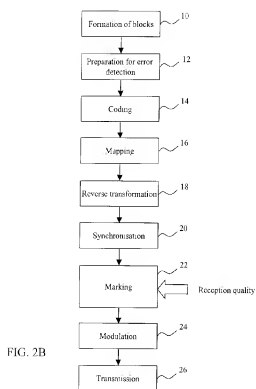 Formation of blocks
10
Preparation for error
detection
12
Coding
14
Mapping
16
Reverse transformation
18
Synchronisation
20
Marking
22
Reception quality
Modulation
24
Transmission
26
FIG. 2B